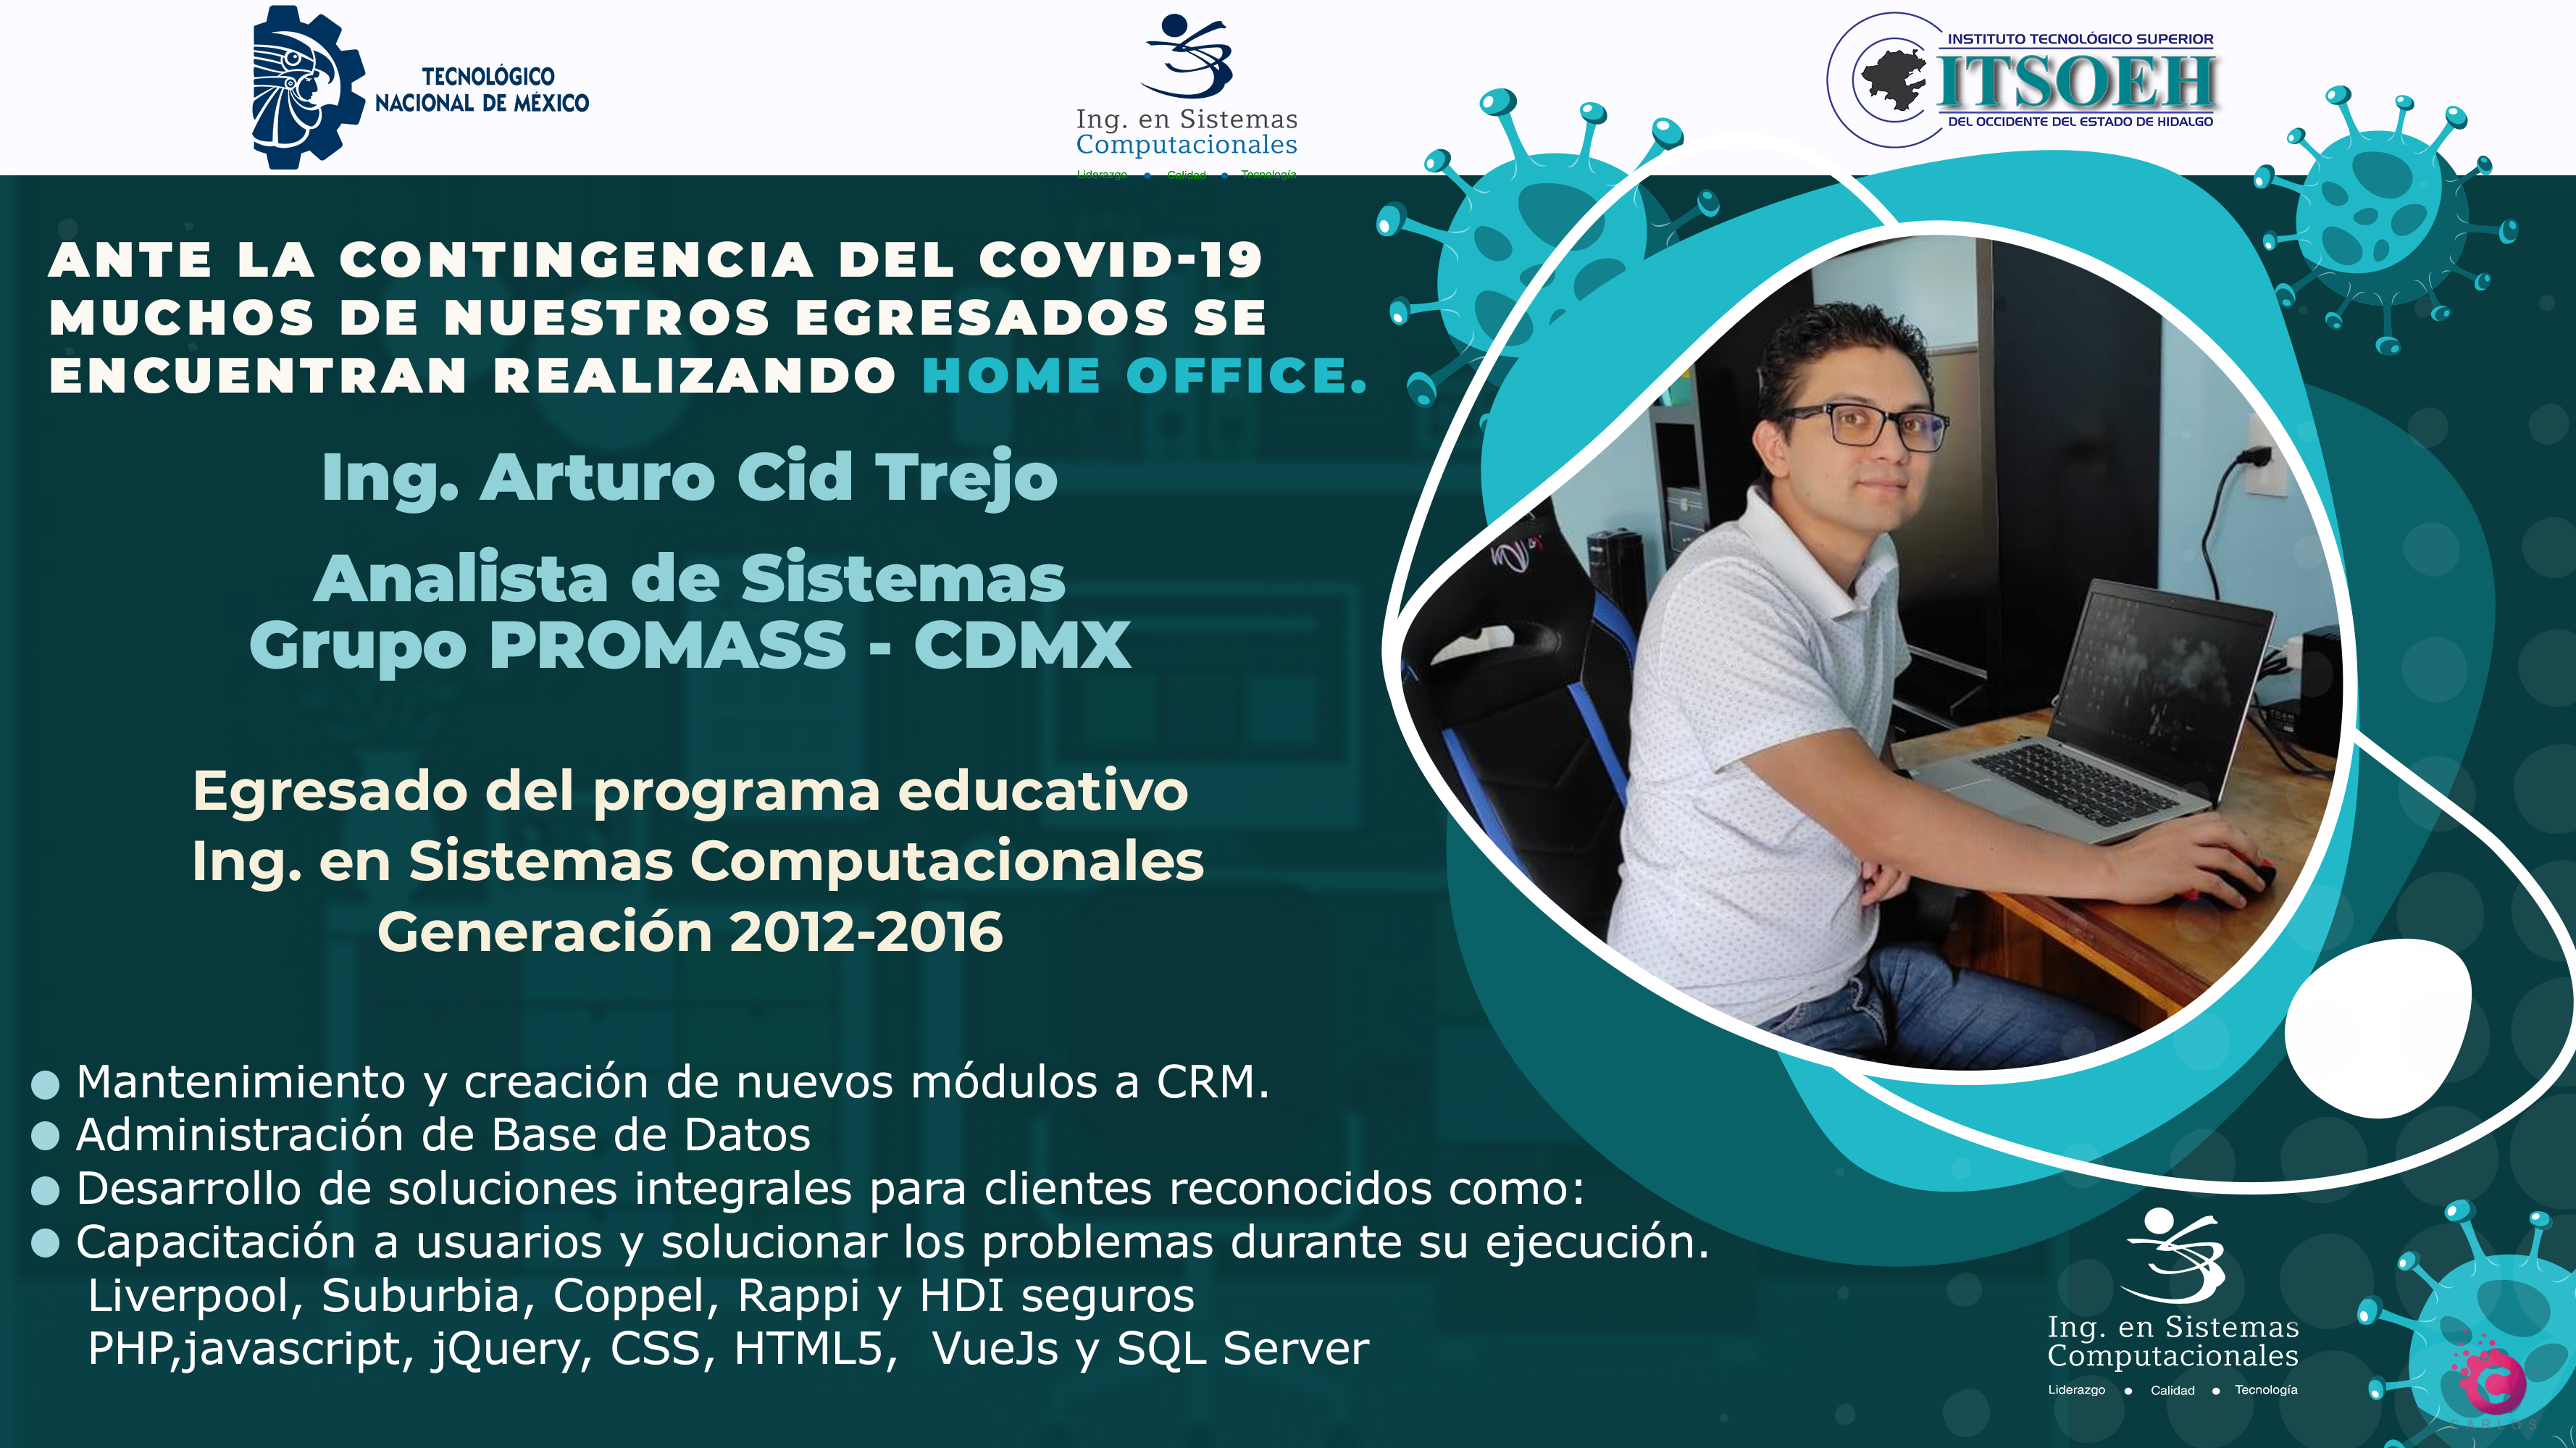 TECNOLÓGICO
NACIONAL DE MÉXICO
Ing. en Sistemas
Computacionales
Liderazgo • Calidad • Tecnología
INSTITUTO TECNOLÓGICO SUPERIOR
ITSOEH
DEL OCCIDENTE DEL ESTADO DE HIDALGO
ANTE LA CONTINGENCIA DEL COVID-19
MUCHOS DE NUESTROS EGRESADOS SE
ENCUENTRAN REALIZANDO HOME OFFICE.
Ing. Arturo Cid Trejo
Analista de Sistemas
Grupo PROMASS - CDMX
Egresado del programa educativo
Ing. en Sistemas Computacionales
Generación 2012-2016
● Mantenimiento y creación de nuevos módulos a CRM.
● Administración de Base de Datos
● Desarrollo de soluciones integrales para clientes reconocidos como:
● Capacitación a usuarios y solucionar los problemas durante su ejecución.
Liverpool, Suburbia, Coppel, Rappi y HDI seguros
PHP,javascript, jQuery, CSS, HTML5, VueJs y SQL Server
Ing. en Sistemas
Computacionales
Liderazgo • Calidad • Tecnología
CARLOS